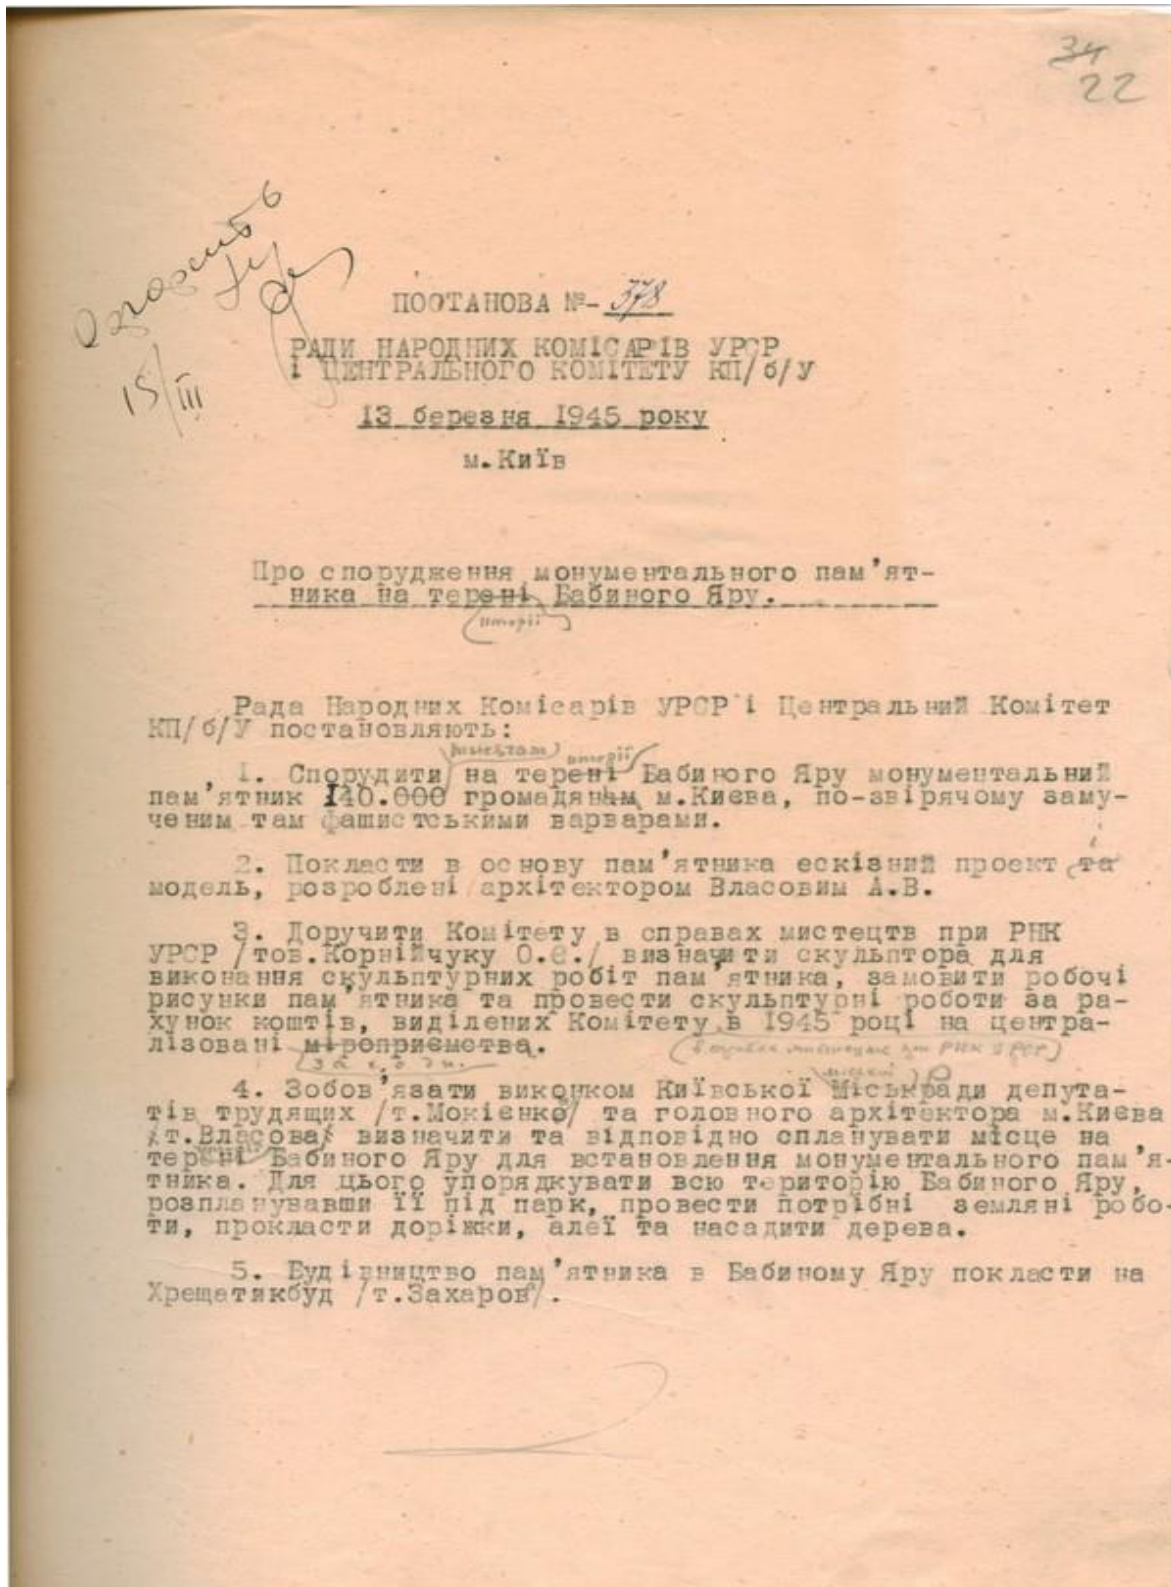 34
22
15/III
ПОСТАНОВА №- 378
РАДИ НАРОДНИХ КОМІСАРІВ УРСР
і ЦЕНТРАЛЬНОГО КОМІТЕТУ КП/б/У
13 березня 1945 року
м.Київ
Про спорудження монументального пам'ят-
ника на терені Бабиного Яру.
Рада Народних Комісарів УРСР і Центральний Комітет
КП/б/У постановляють:
1. Спорудити на терені Бабиного Яру монументальний
пам'ятник 140.000 громадянам м.Києва, по-звірячому заму-
ченим там фашистськими варварами.
і
2. Покласти в основу пам'ятника ескізний проект та
модель, розроблені архітектором Власовим А.В.
3. Доручити Комітету в справах мистецтв при РНК
УРСР /тов.Корнійчуку О.Є./ визначити скульптора для
виконання скульптурних робіт пам'ятника, замовити робочі
рисунки пам'ятника та провести скульптурні роботи за ра-
хунок коштів, виділених Комітету в 1945 році на центра-
лізовані міроприємства.
заходи.
4. Зобов'язати виконком Київської Міськради депута-
тів трудящих /т.Мокієнко/ та головного архітектора м.Києва
/т.Власова/ визначити та відповідно спланувати місце на
терені Бабиного Яру для встановлення монументального пам'я-
тника. Для цього упорядкувати всю територію Бабиного Яру,
розпланувавши її під парк, провести потрібні земляні робо-
ти, прокласти доріжки, алеї та насадити дерева.
5. Будівництво пам'ятника в Бабиному Яру покласти на
Хрещатикбуд /т.Захаров/.